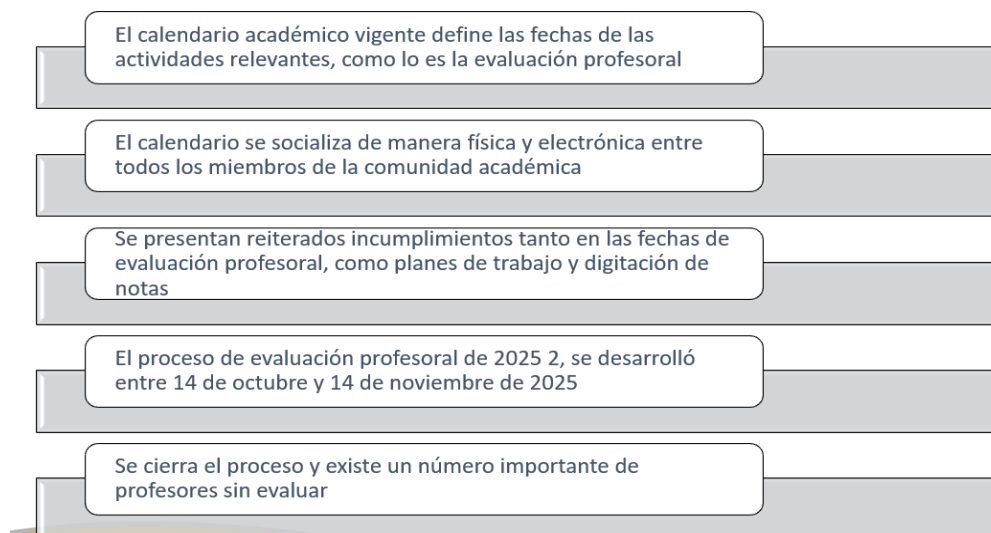 El calendario académico vigente define las fechas de las
actividades relevantes, como lo es la evaluación profesoral
El calendario se socializa de manera física y electrónica entre
todos los miembros de la comunidad académica
Se presentan reiterados incumplimientos tanto en las fechas de
evaluación profesoral, como planes de trabajo y digitación de
notas
El proceso de evaluación profesoral de 2025 2, se desarrolló
entre 14 de octubre y 14 de noviembre de 2025
Se cierra el proceso y existe un número importante de
profesores sin evaluar